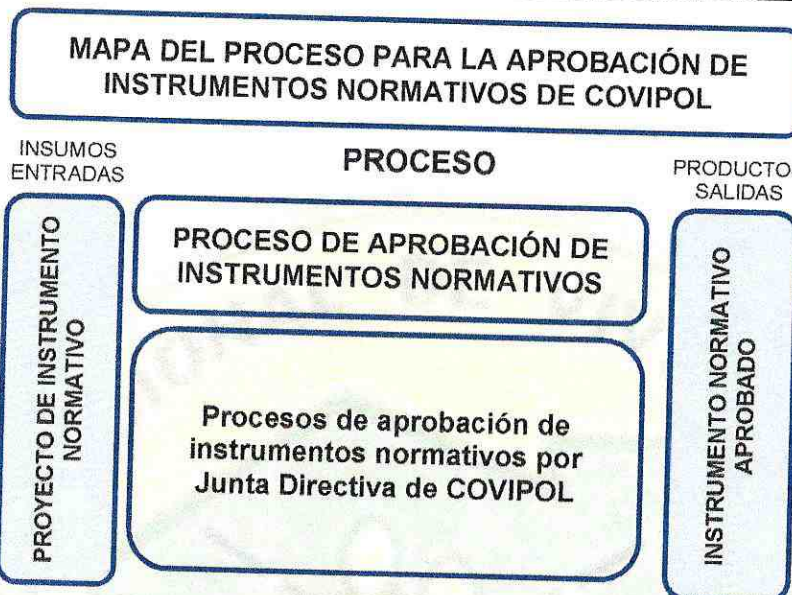 MAPA DEL PROCESO PARA LA APROBACIÓN DE
INSTRUMENTOS NORMATIVOS DE COVIPOL
INSUMOS
ENTRADAS
PROCESO
PRODUCTO
SALIDAS
PROYECTO DE INSTRUMENTO
NORMATIVO
PROCESO DE APROBACIÓN DE
INSTRUMENTOS NORMATIVOS
Procesos de aprobación de
instrumentos normativos por
Junta Directiva de COVIPOL
INSTRUMENTO NORMATIVO
APROBADO